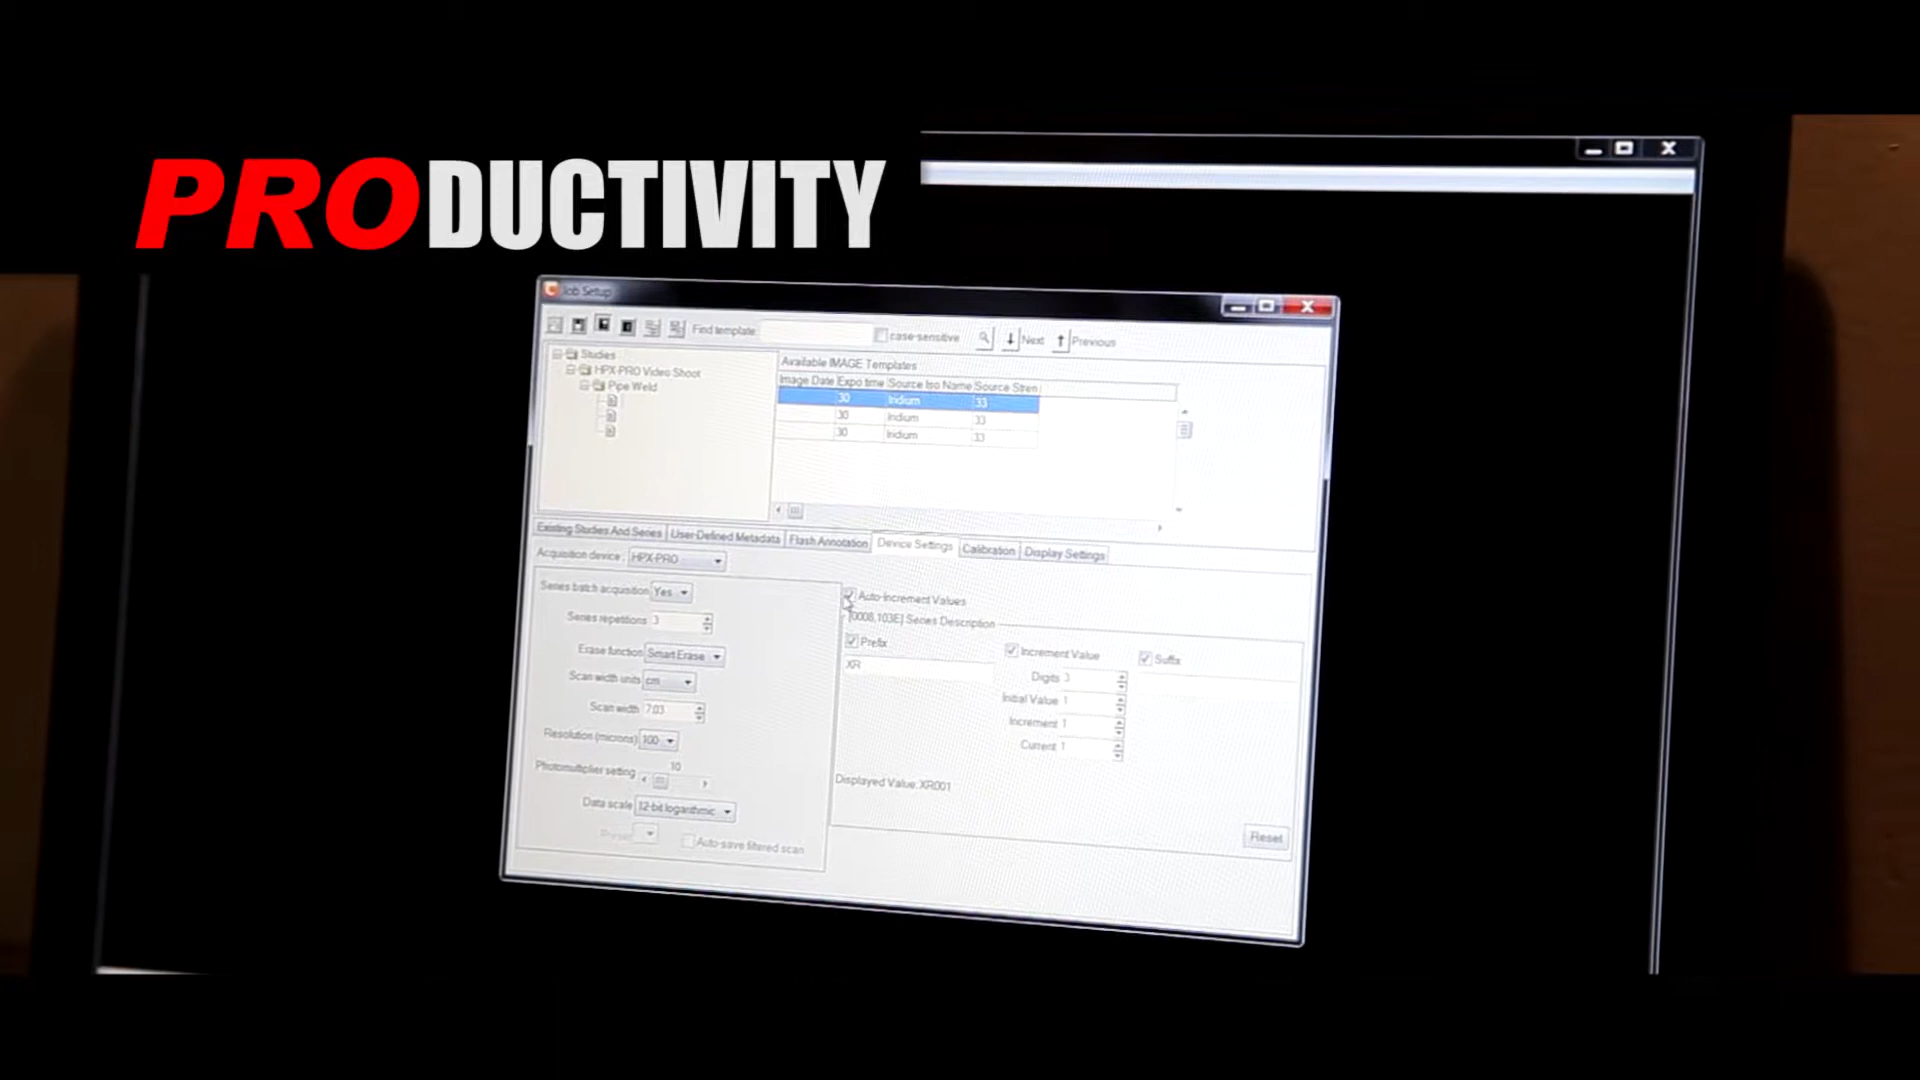 PRODUCTIVITY
Job Setup
Find template:
case-sensitive
Next
Previous
Studies
HPX-PRO Video Shoot
Pipe Weld
Available IMAGE Templates
Image Date Expo time Source Iso Name Source Stren
30 Iridium 33
30 Iridium 33
30 Iridium 33
Existing Studies And Series User-Defined Metadata Flash Annotation Device Settings Calibration Display Settings
Acquisition device: HPX-PRO
Series batch acquisition Yes
Series repetitions 3
Erase function Smart Erase
Scan width units cm
Scan width 7.03
Resolution (microns) 100
10
Photomultiplier setting
Data scale 12-bit logarithmic
Preset
Auto-save filtered scan
Auto-Increment Values
[0008,103E] Series Description
Prefix
XR
Increment Value
Digits 3
Initial Value 1
Increment 1
Current 1
Suffix
Displayed Value: XR001
Reset